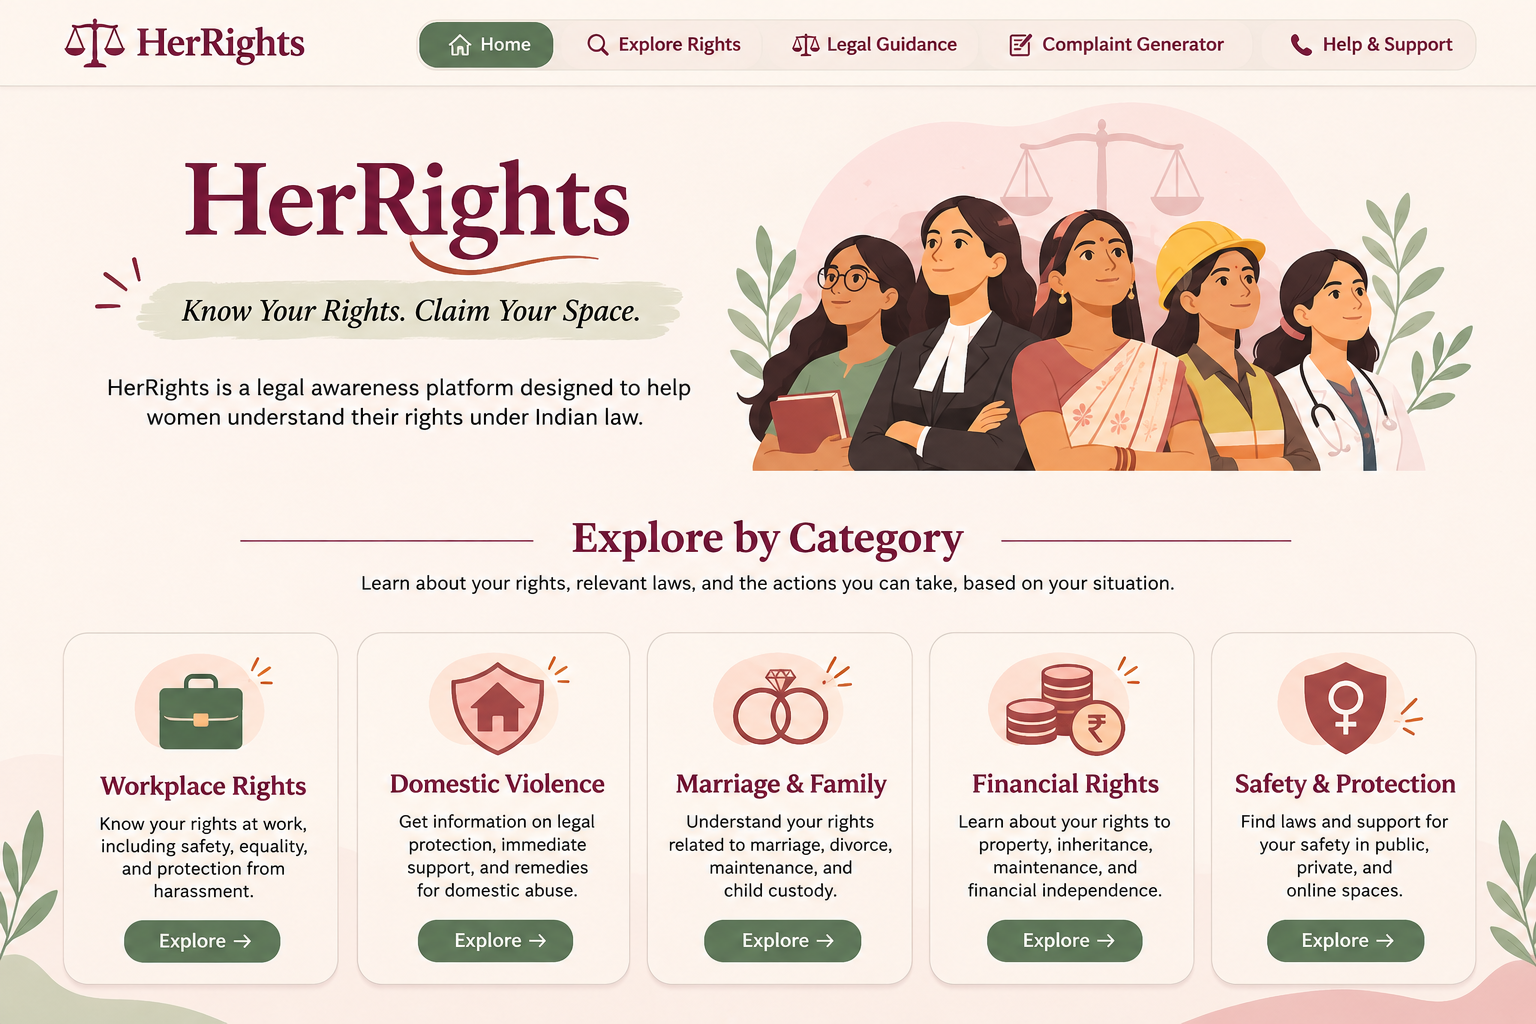 HerRights
Home
Explore Rights
Legal Guidance
Complaint Generator
Help & Support
HerRights
Know Your Rights. Claim Your Space.
HerRights is a legal awareness platform designed to help
women understand their rights under Indian law.
Explore by Category
Learn about your rights, relevant laws, and the actions you can take, based on your situation.
Workplace Rights
Know your rights at work,
including safety, equality,
and protection from
harassment.
Explore →
Domestic Violence
Get information on legal
protection, immediate
support, and remedies
for domestic abuse.
Explore →
Marriage & Family
Understand your rights
related to marriage, divorce,
maintenance, and
child custody.
Explore →
₹
Financial Rights
Learn about your rights to
property, inheritance,
maintenance, and
financial independence.
Explore →
Safety & Protection
Find laws and support for
your safety in public,
private, and
online spaces.
Explore →